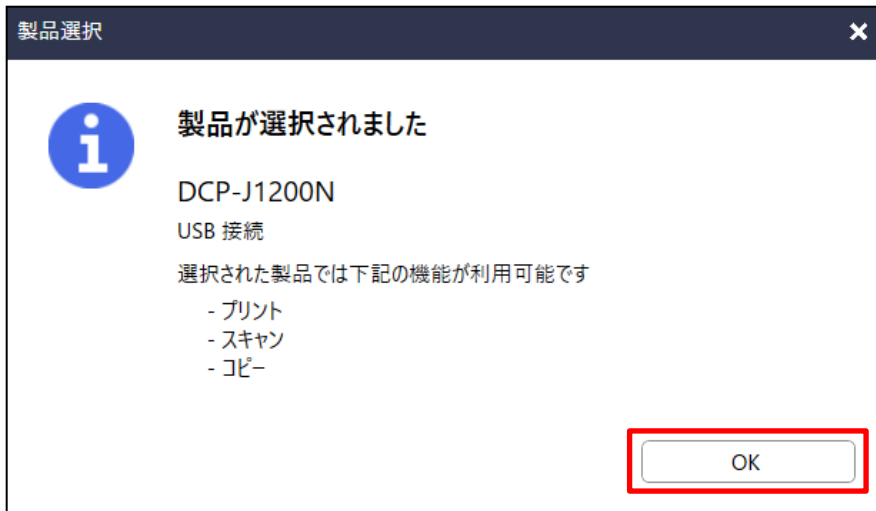 製品選択
製品が選択されました
DCP-J1200N
USB 接続
選択された製品では下記の機能が利用可能です
- プリント
- スキャン
- コピー
OK